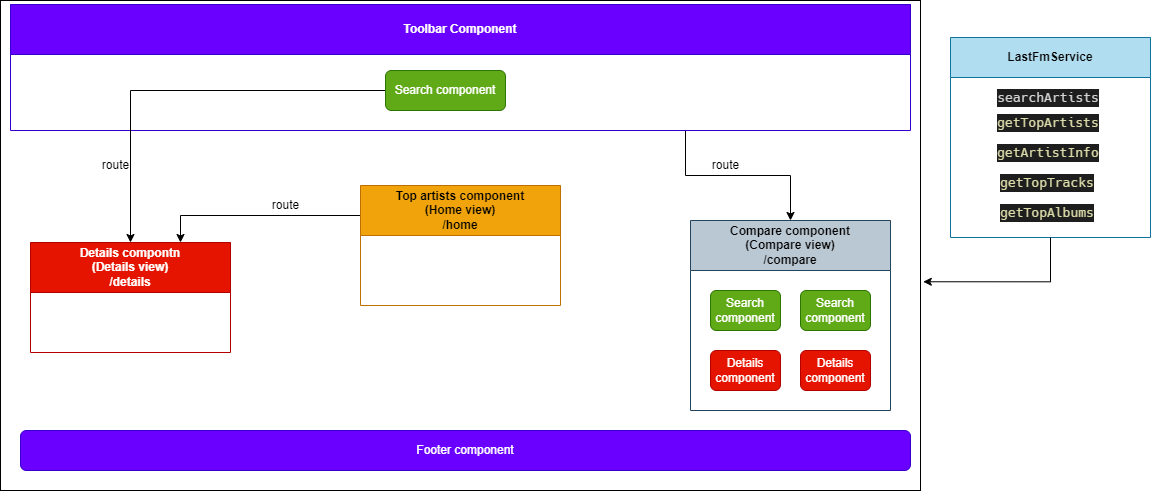 Toolbar Component
LastFmService
Search component
searchArtists
getTopArtists
getArtistInfo
getTopTracks
getTopAlbums
route
route
route
Top artists component
(Home view)
/home
Details compontn
(Details view)
/details
Compare component
(Compare view)
/compare
Search
component
Search
component
Details
component
Details
component
Footer component